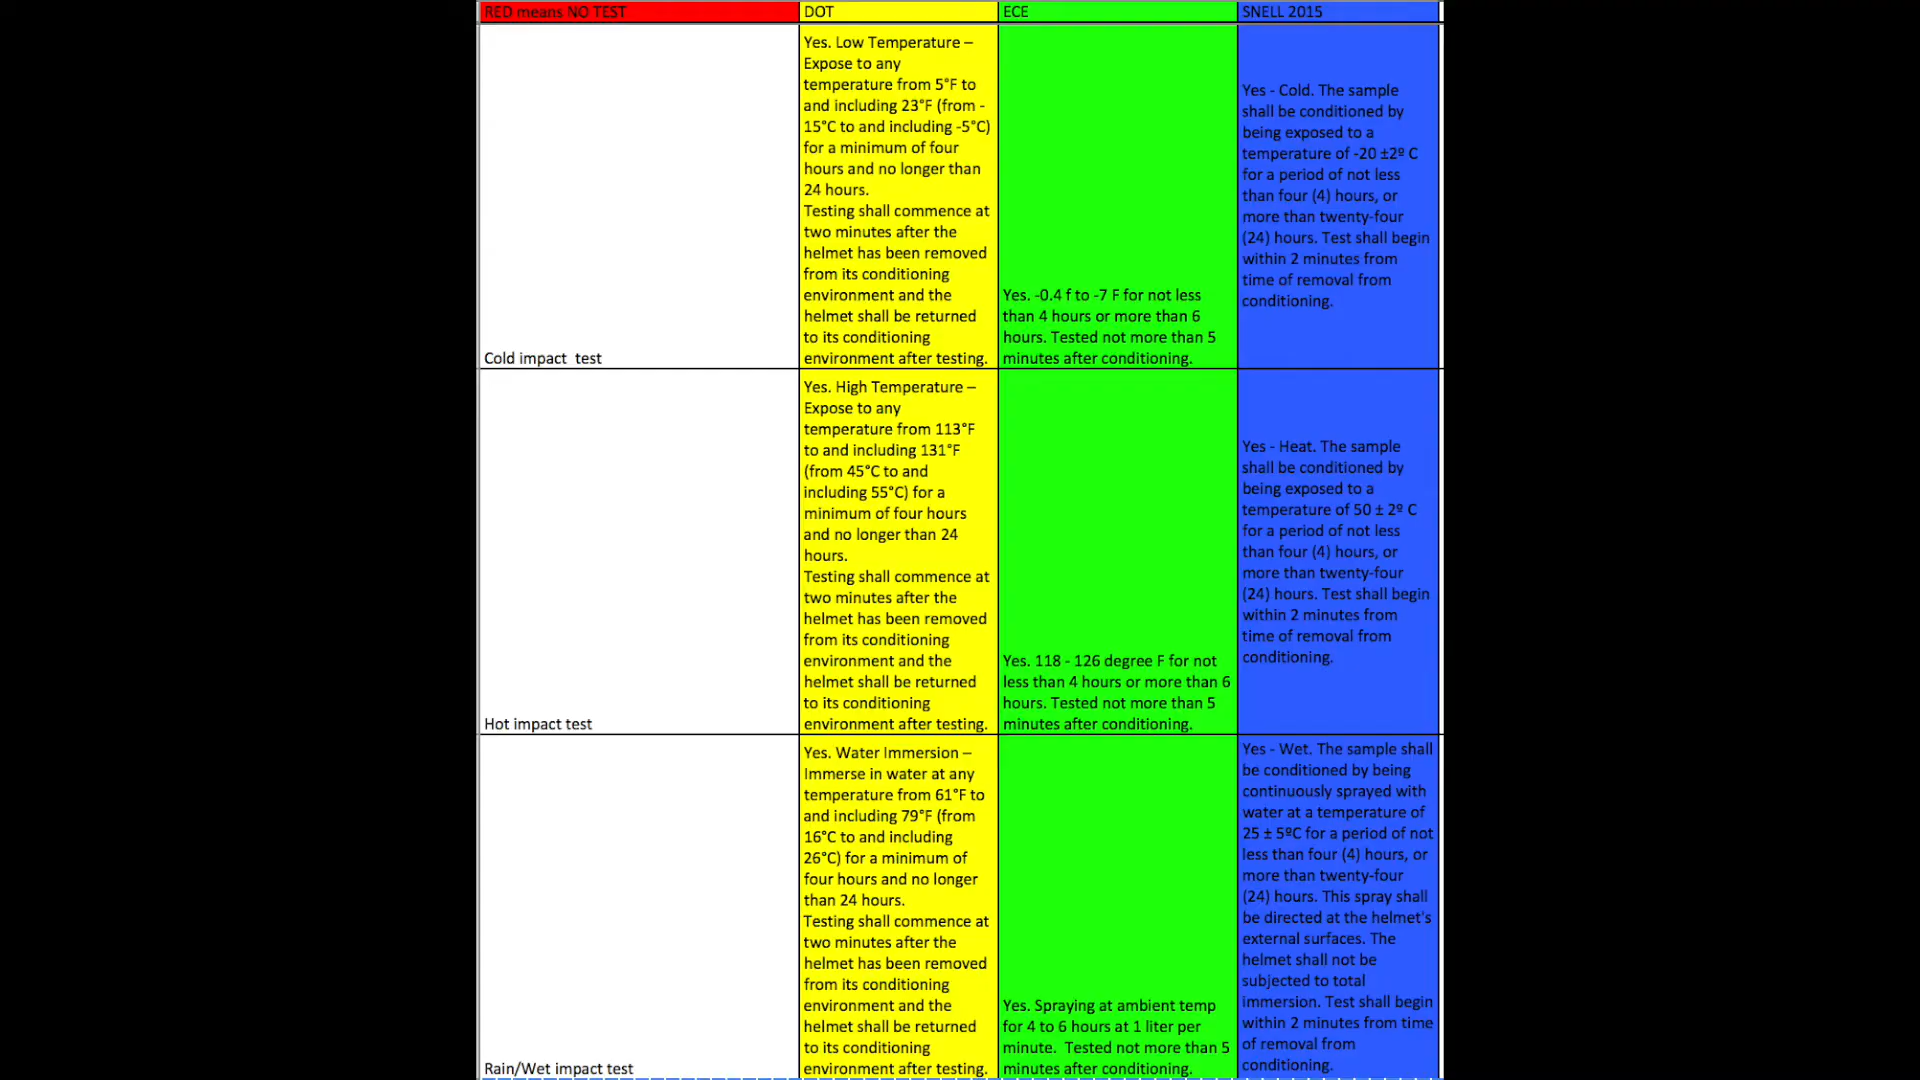 RED means NO TEST
DOT
ECE
SNELL 2015
Cold impact  test
Yes. Low Temperature –
Expose to any
temperature from 5°F to
and including 23°F (from -
15°C to and including -5°C)
for a minimum of four
hours and no longer than
24 hours.
Testing shall commence at
two minutes after the
helmet has been removed
from its conditioning
environment and the
helmet shall be returned
to its conditioning
environment after testing.
Yes. -0.4 f to -7 F for not less
than 4 hours or more than 6
hours. Tested not more than 5
minutes after conditioning.
Yes - Cold. The sample
shall be conditioned by
being exposed to a
temperature of -20 ±2º C
for a period of not less
than four (4) hours, or
more than twenty-four
(24) hours. Test shall begin
within 2 minutes from
time of removal from
conditioning.
Hot impact test
Yes. High Temperature –
Expose to any
temperature from 113°F
to and including 131°F
(from 45°C to and
including 55°C) for a
minimum of four hours
and no longer than 24
hours.
Testing shall commence at
two minutes after the
helmet has been removed
from its conditioning
environment and the
helmet shall be returned
to its conditioning
environment after testing.
Yes. 118 - 126 degree F for not
less than 4 hours or more than 6
hours. Tested not more than 5
minutes after conditioning.
Yes - Heat. The sample
shall be conditioned by
being exposed to a
temperature of 50 ± 2º C
for a period of not less
than four (4) hours, or
more than twenty-four
(24) hours. Test shall begin
within 2 minutes from
time of removal from
conditioning.
Rain/Wet impact test
Yes. Water Immersion –
Immerse in water at any
temperature from 61°F to
and including 79°F (from
16°C to and including
26°C) for a minimum of
four hours and no longer
than 24 hours.
Testing shall commence at
two minutes after the
helmet has been removed
from its conditioning
environment and the
helmet shall be returned
to its conditioning
environment after testing.
Yes. Spraying at ambient temp
for 4 to 6 hours at 1 liter per
minute.  Tested not more than 5
minutes after conditioning.
Yes - Wet. The sample shall
be conditioned by being
continuously sprayed with
water at a temperature of
25 ± 5ºC for a period of not
less than four (4) hours, or
more than twenty-four
(24) hours. This spray shall
be directed at the helmet's
external surfaces. The
helmet shall not be
subjected to total
immersion. Test shall begin
within 2 minutes from time
of removal from
conditioning.